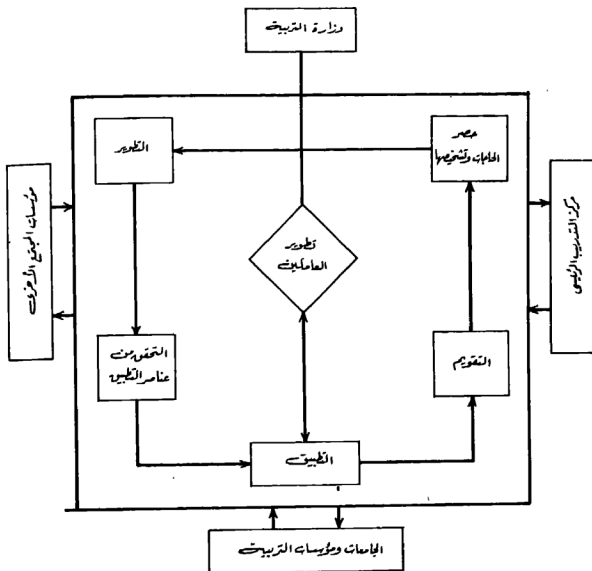 وزارة التربية
حصر
الحاجات وتشخيصها
التطوير
مركز التدريب الرئيسي
مؤسسات المجتمع الأخرى
تطوير
العاملين
التحقق من
عناصر التطبيق
التقويم
التطبيق
الجامعات ومؤسسات التربية